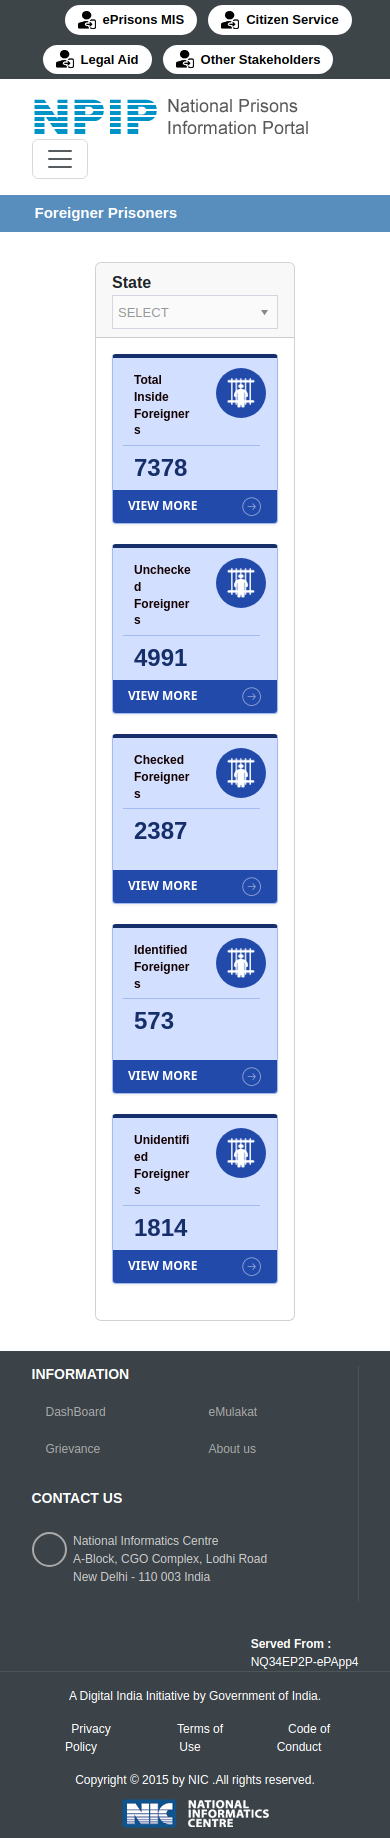 ePrisons MIS
Citizen Service
Legal Aid
Other Stakeholders
NPIP
National Prisons
Information Portal
Foreigner Prisoners
State
SELECT
Total
Inside
Foreigner
s
7378
VIEW MORE
Unchecke
d
Foreigner
s
4991
VIEW MORE
Checked
Foreigner
s
2387
VIEW MORE
Identified
Foreigner
s
573
VIEW MORE
Unidentifi
ed
Foreigner
s
1814
VIEW MORE
INFORMATION
DashBoard
eMulakat
Grievance
About us
CONTACT US
National Informatics Centre
A-Block, CGO Complex, Lodhi Road
New Delhi - 110 003 India
Served From :
NQ34EP2P-ePApp4
A Digital India Initiative by Government of India.
Privacy
Policy
Terms of
Use
Code of
Conduct
Copyright © 2015 by NIC .All rights reserved.
NIC
NATIONAL
INFORMATICS
CENTRE